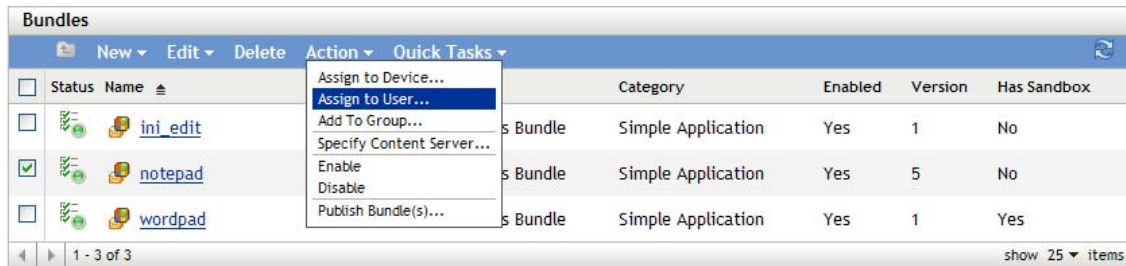 Bundles
New Edit Delete Action Quick Tasks
Assign to Device...
Assign to User...
Add To Group...
Specify Content Server...
Enable
Disable
Publish Bundle(s)...
Status Name Category Enabled Version Has Sandbox
ini_edit s Bundle Simple Application Yes 1 No
notepad s Bundle Simple Application Yes 5 No
wordpad s Bundle Simple Application Yes 1 Yes
1 - 3 of 3 show 25 items